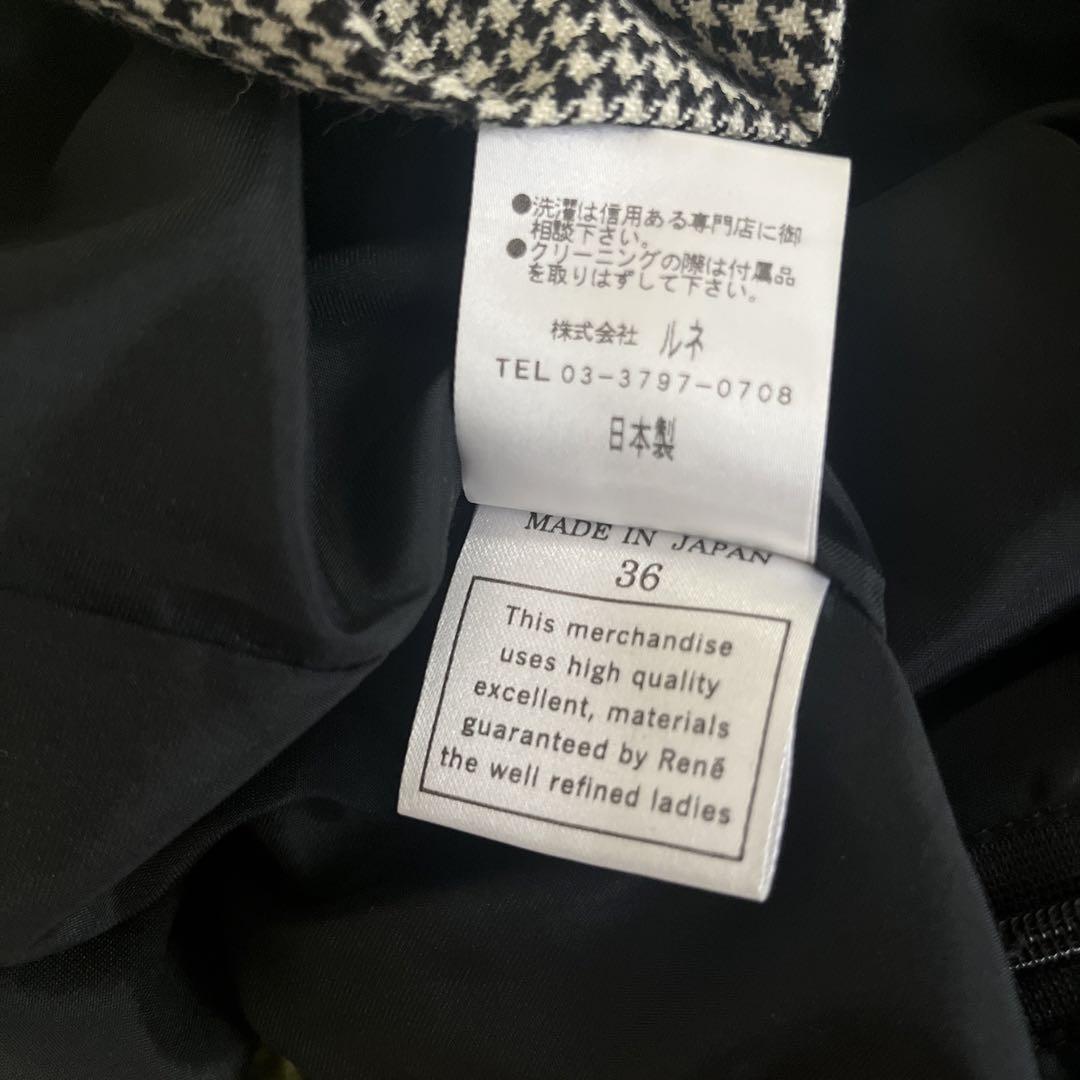 ●洗濯は信用ある専門店に御
相談下さい。
●クリーニングの際は付属品
を取りはずして下さい。
株式会社 ルネ
TEL 03-3797-0708
日本製
MADE IN JAPAN
36
This merchandise
uses high quality
excellent, materials
guaranteed by René
the well refined ladies